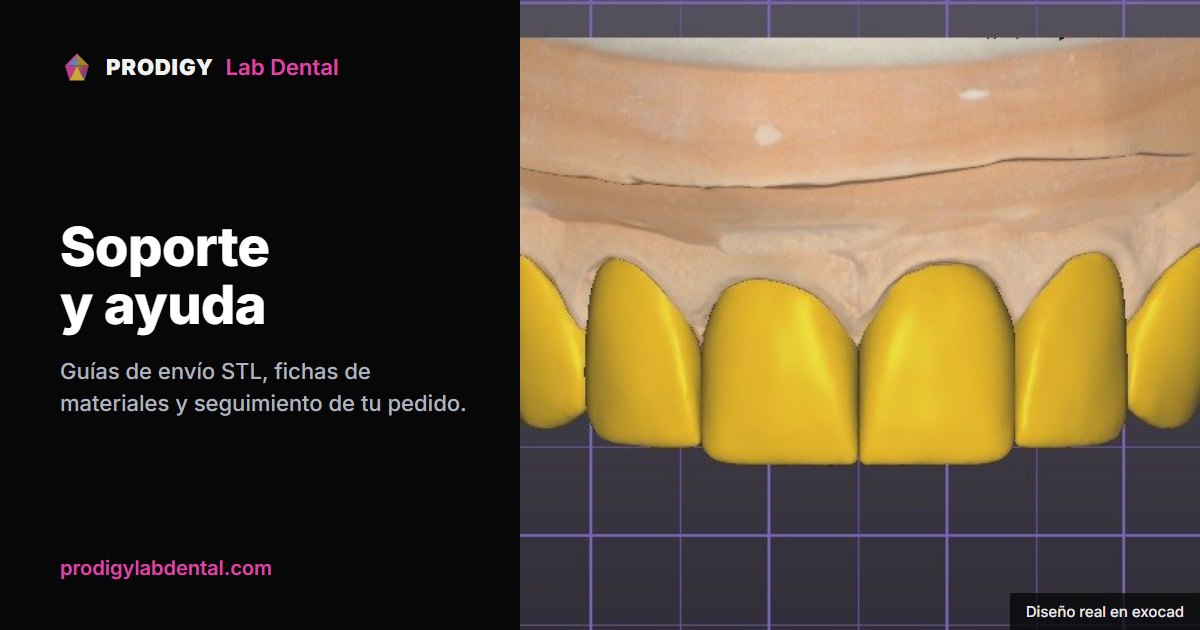 PRODIGY Lab Dental
Soporte
y ayuda
Guías de envío STL, fichas de
materiales y seguimiento de tu pedido.
prodigylabdental.com
Diseño real en exocad